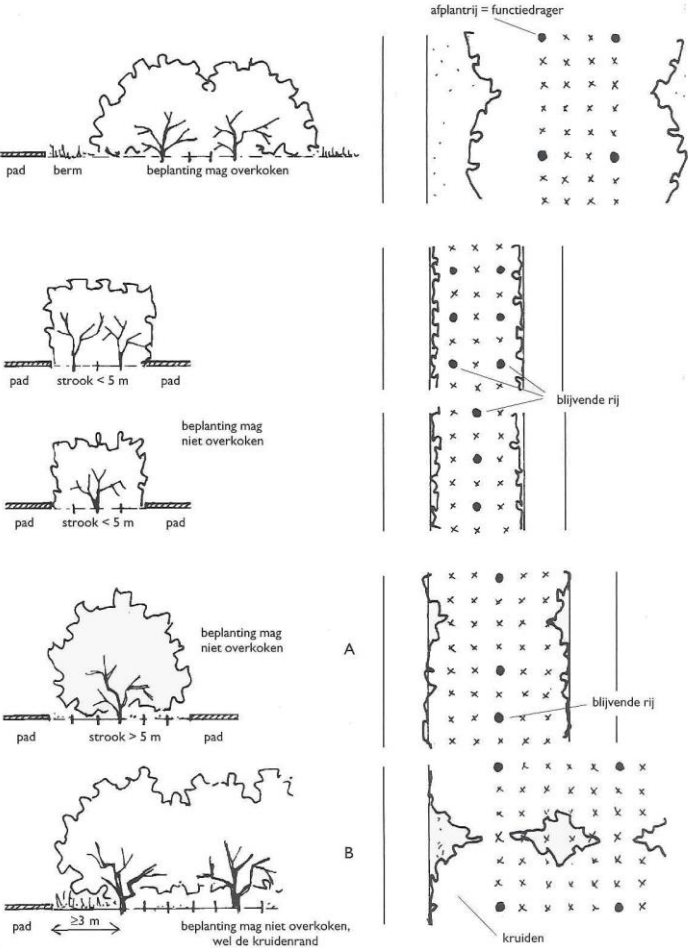 afplantrij = functiedrager
pad
berm
beplanting mag overkoken
pad
strook < 5 m
pad
blijvende rij
beplanting mag
niet overkoken
pad
strook < 5 m
pad
beplanting mag
niet overkoken
A
blijvende rij
pad
strook > 5 m
pad
B
≥3 m
pad
beplanting mag niet overkoken,
wel de kruidenrand
kruiden